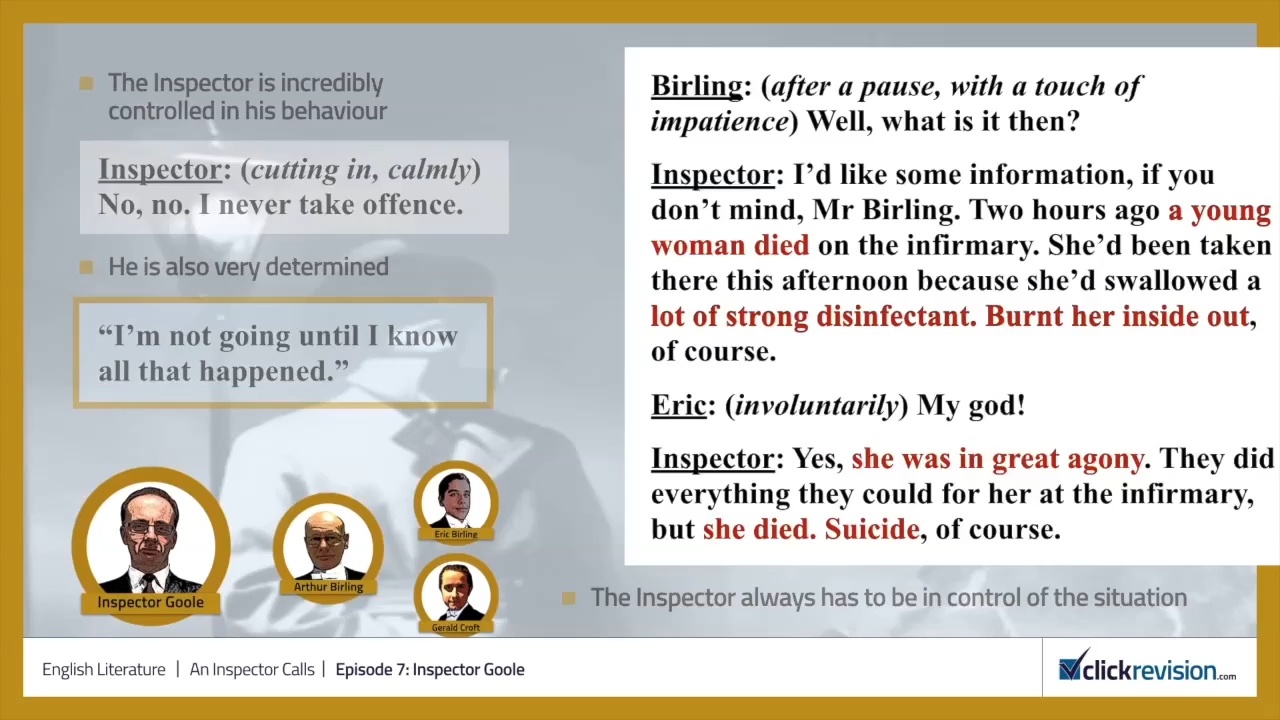 The Inspector is incredibly
controlled in his behaviour
Inspector: (cutting in, calmly)
No, no. I never take offence.
He is also very determined
“I’m not going until I know
all that happened.”
Inspector Goole
Arthur Birling
Eric Birling
Gerald Croft
Birling: (after a pause, with a touch of
impatience) Well, what is it then?
Inspector: I’d like some information, if you
don’t mind, Mr Birling. Two hours ago a young
woman died on the infirmary. She’d been taken
there this afternoon because she’d swallowed a
lot of strong disinfectant. Burnt her inside out,
of course.
Eric: (involuntarily) My god!
Inspector: Yes, she was in great agony. They did
everything they could for her at the infirmary,
but she died. Suicide, of course.
The Inspector always has to be in control of the situation
English Literature | An Inspector Calls | Episode 7: Inspector Goole
clickrevision.com